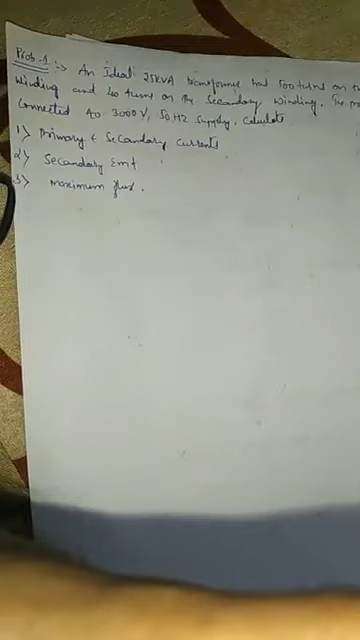 Prob-1 :-> An Ideal 25KVA transformer has 500 turns on the
winding and 40 turns on the Secondary winding. The
Connected to 3000V, 50 HZ supply. Calculate
1> Primary & Secondary currents
2> Secondary Emf
3> maximum flux.